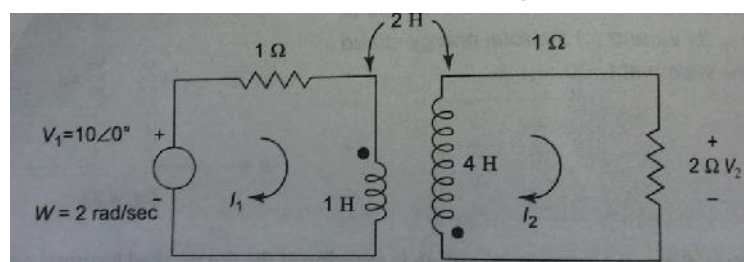 2 H
1 Ω
1 Ω
V₁=10∠0°
+
+
4 H
2 Ω V₂
I₁
1 H
I₂
−
−
W = 2 rad/sec